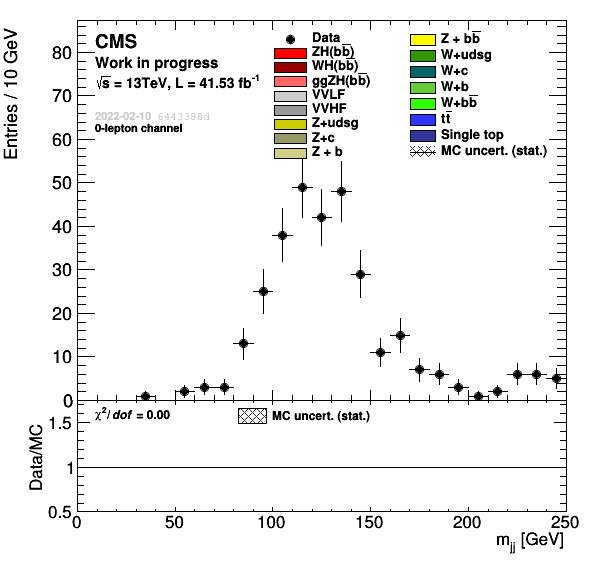 CMS
Work in progress
√s = 13TeV, L = 41.53 fb⁻¹
2022-02-10 6443388d
0-lepton channel
Data
ZH(bb̅)
WH(bb̅)
ggZH(bb̅)
VVLF
VVHF
Z+udsg
Z+c
Z + b
Z + bb̅
W+udsg
W+c
W+b
W+bb̅
tt̅
Single top
MC uncert. (stat.)
Entries / 10 GeV
80
70
60
50
40
30
20
10
0
χ²/dof = 0.00
MC uncert. (stat.)
Data/MC
1.5
1
0.5
0 50 100 150 200 250
m_jj [GeV]